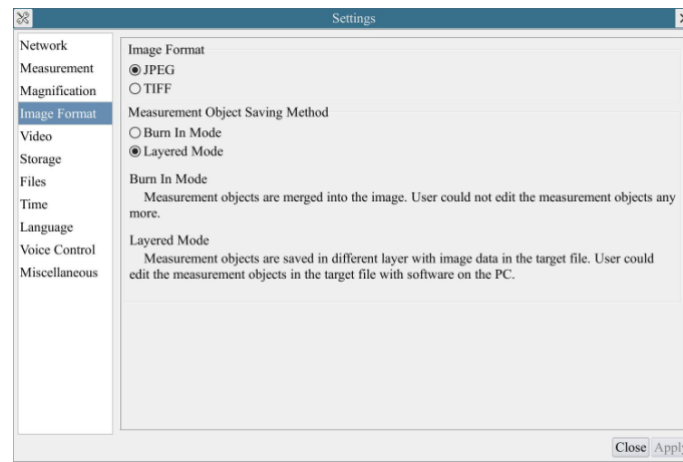 Settings
Network
Measurement
Magnification
Image Format
Video
Storage
Files
Time
Language
Voice Control
Miscellaneous
Image Format
JPEG
TIFF
Measurement Object Saving Method
Burn In Mode
Layered Mode
Burn In Mode
Measurement objects are merged into the image. User could not edit the measurement objects any
more.
Layered Mode
Measurement objects are saved in different layer with image data in the target file. User could
edit the measurement objects in the target file with software on the PC.
Close Apply